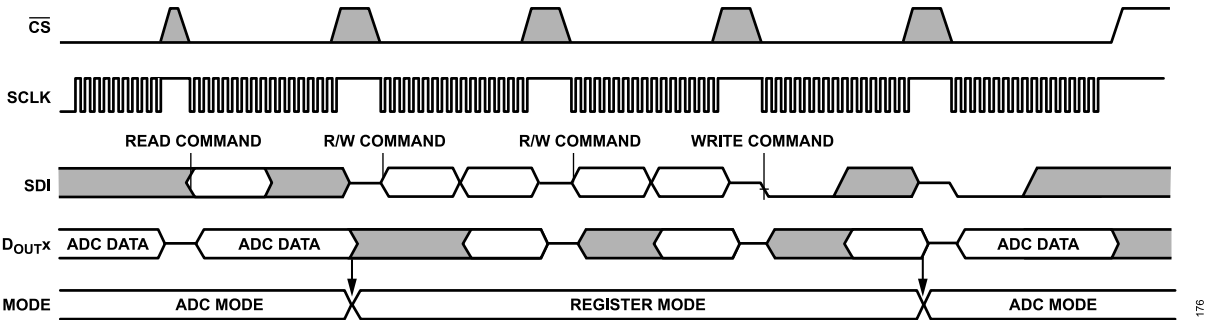 CS
SCLK
READ COMMAND R/W COMMAND R/W COMMAND WRITE COMMAND
SDI
DOUTx ADC DATA ADC DATA ADC DATA
MODE ADC MODE REGISTER MODE ADC MODE
176